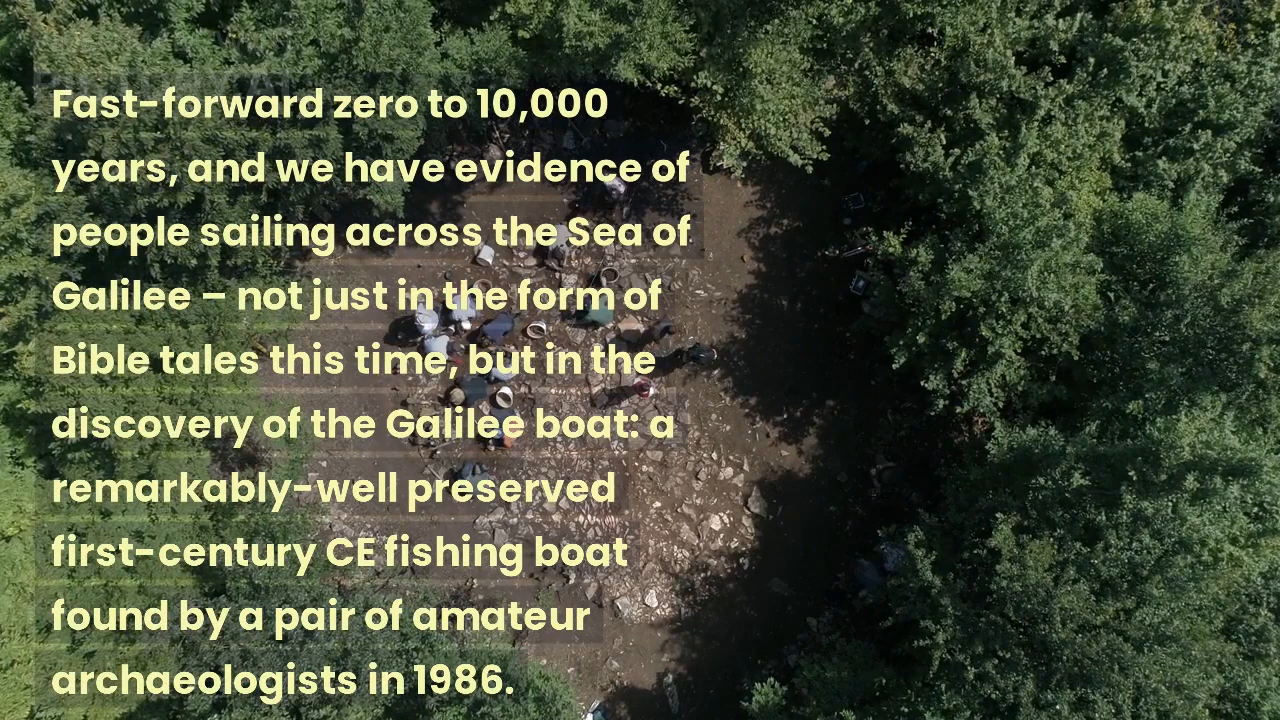 Fast-forward zero to 10,000
years, and we have evidence of
people sailing across the Sea of
Galilee – not just in the form of
Bible tales this time, but in the
discovery of the Galilee boat: a
remarkably-well preserved
first-century CE fishing boat
found by a pair of amateur
archaeologists in 1986.